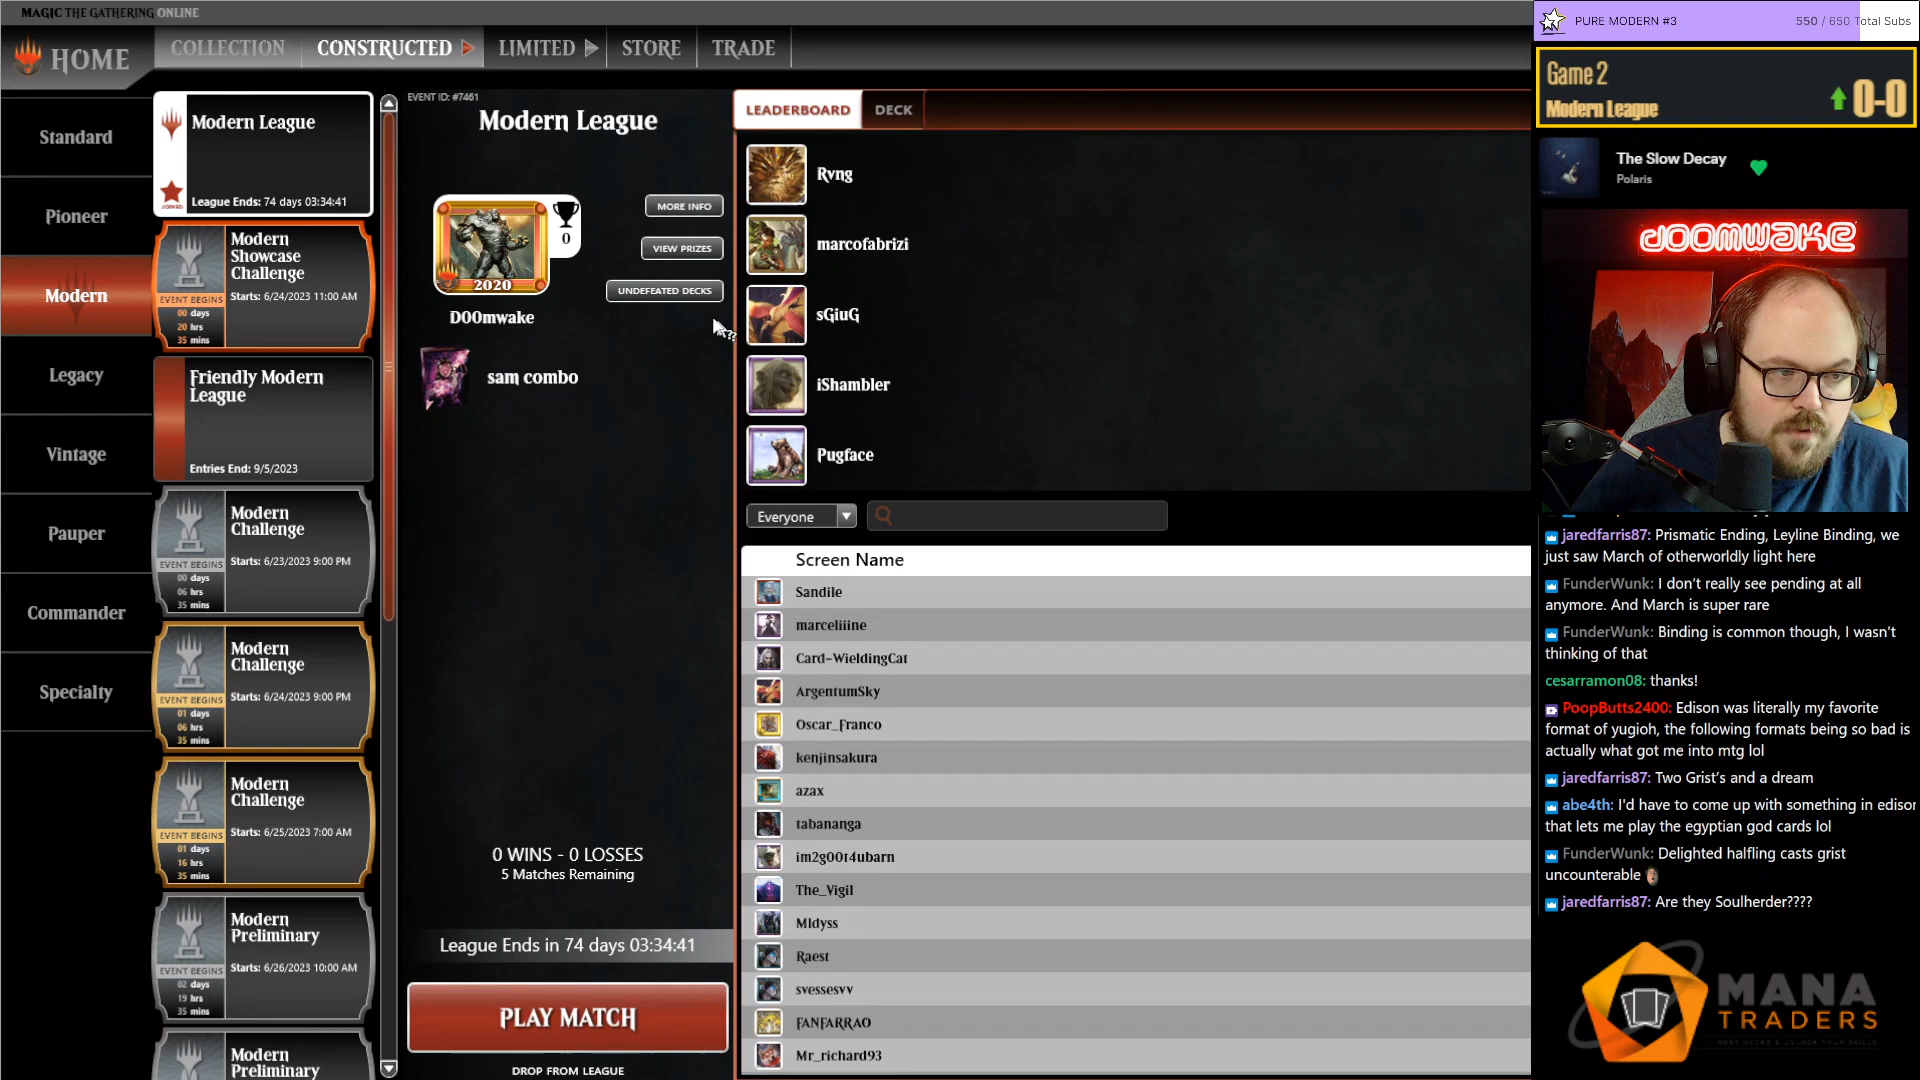 MAGIC THE GATHERING ONLINE
HOME
COLLECTION
CONSTRUCTED
LIMITED
STORE
TRADE
Standard
Pioneer
Modern
Legacy
Vintage
Pauper
Commander
Specialty
Modern League
JOINED
League Ends: 74 days 03:34:41
Modern
Showcase
Challenge
EVENT BEGINS
Starts: 6/24/2023 11:00 AM
00 days
20 hrs
35 mins
Friendly Modern
League
Entries End: 9/5/2023
Modern
Challenge
EVENT BEGINS
Starts: 6/23/2023 9:00 PM
00 days
06 hrs
35 mins
Modern
Challenge
EVENT BEGINS
Starts: 6/24/2023 9:00 PM
01 days
06 hrs
35 mins
Modern
Challenge
EVENT BEGINS
Starts: 6/25/2023 7:00 AM
01 days
16 hrs
35 mins
Modern
Preliminary
EVENT BEGINS
Starts: 6/26/2023 10:00 AM
02 days
19 hrs
35 mins
Modern
Preliminary
EVENT ID: #7461
Modern League
2020
0
MORE INFO
VIEW PRIZES
UNDEFEATED DECKS
D00mwake
sam combo
0 WINS - 0 LOSSES
5 Matches Remaining
League Ends in 74 days 03:34:41
PLAY MATCH
DROP FROM LEAGUE
LEADERBOARD
DECK
Rvng
marcofabrizi
sGiuG
iShambler
Pugface
Everyone
Screen Name
Sandile
marceliiine
Card-WieldingCat
ArgentumSky
Oscar_Franco
kenjinsakura
azax
tabananga
im2g00t4ubarn
The_Vigil
Mldyss
Raest
svessesvv
FANFARRAO
Mr_richard93
PURE MODERN #3
550 / 650 Total Subs
Game 2
Modern League
0-0
The Slow Decay
Polaris
doomwake
jaredfarris87: Prismatic Ending, Leyline Binding, we
just saw March of otherworldly light here
FunderWunk: I don't really see pending at all
anymore. And March is super rare
FunderWunk: Binding is common though, I wasn't
thinking of that
cesarramon08: thanks!
PoopButts2400: Edison was literally my favorite
format of yugioh, the following formats being so bad is
actually what got me into mtg lol
jaredfarris87: Two Grist's and a dream
abe4th: I'd have to come up with something in edison
that lets me play the egyptian god cards lol
FunderWunk: Delighted halfling casts grist
uncounterable
jaredfarris87: Are they Soulherder????
MANA
TRADERS